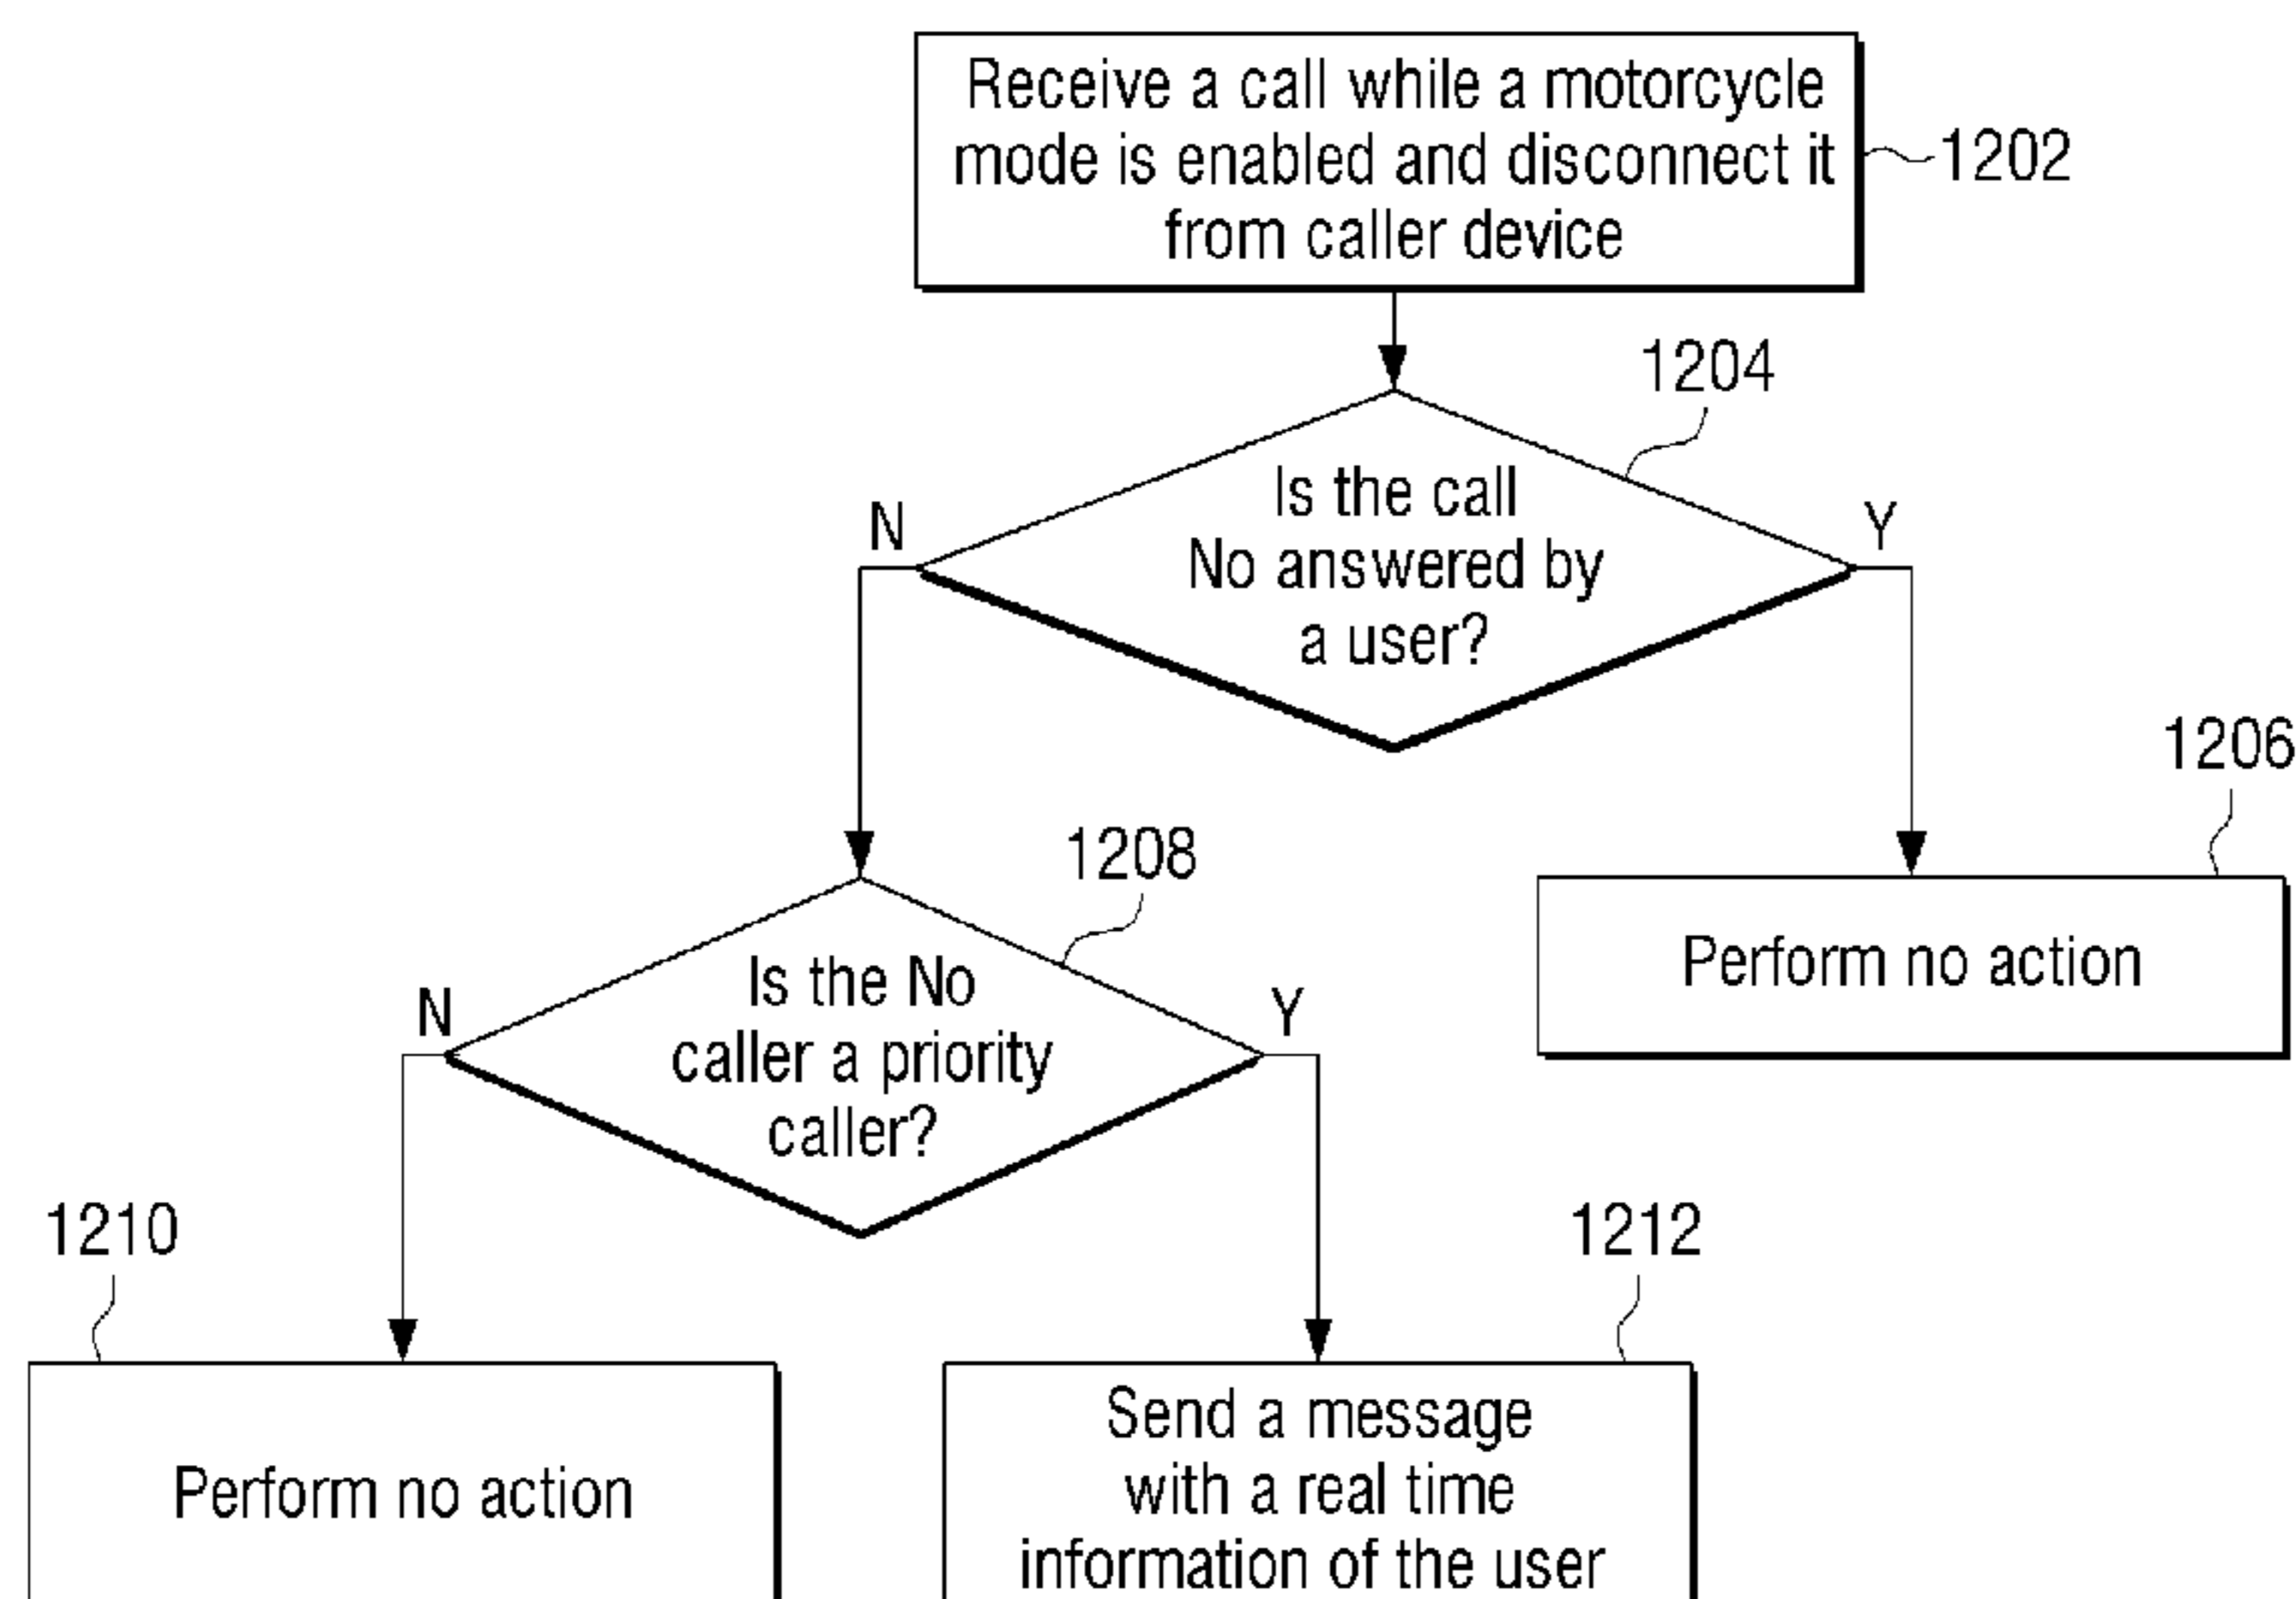 Receive a call while a motorcycle
mode is enabled and disconnect it
from caller device
1202
1204
Is the call
No answered by
a user?
N
Y
1206
Perform no action
1208
Is the No
caller a priority
caller?
N
Y
1210
Perform no action
1212
Send a message
with a real time
information of the user